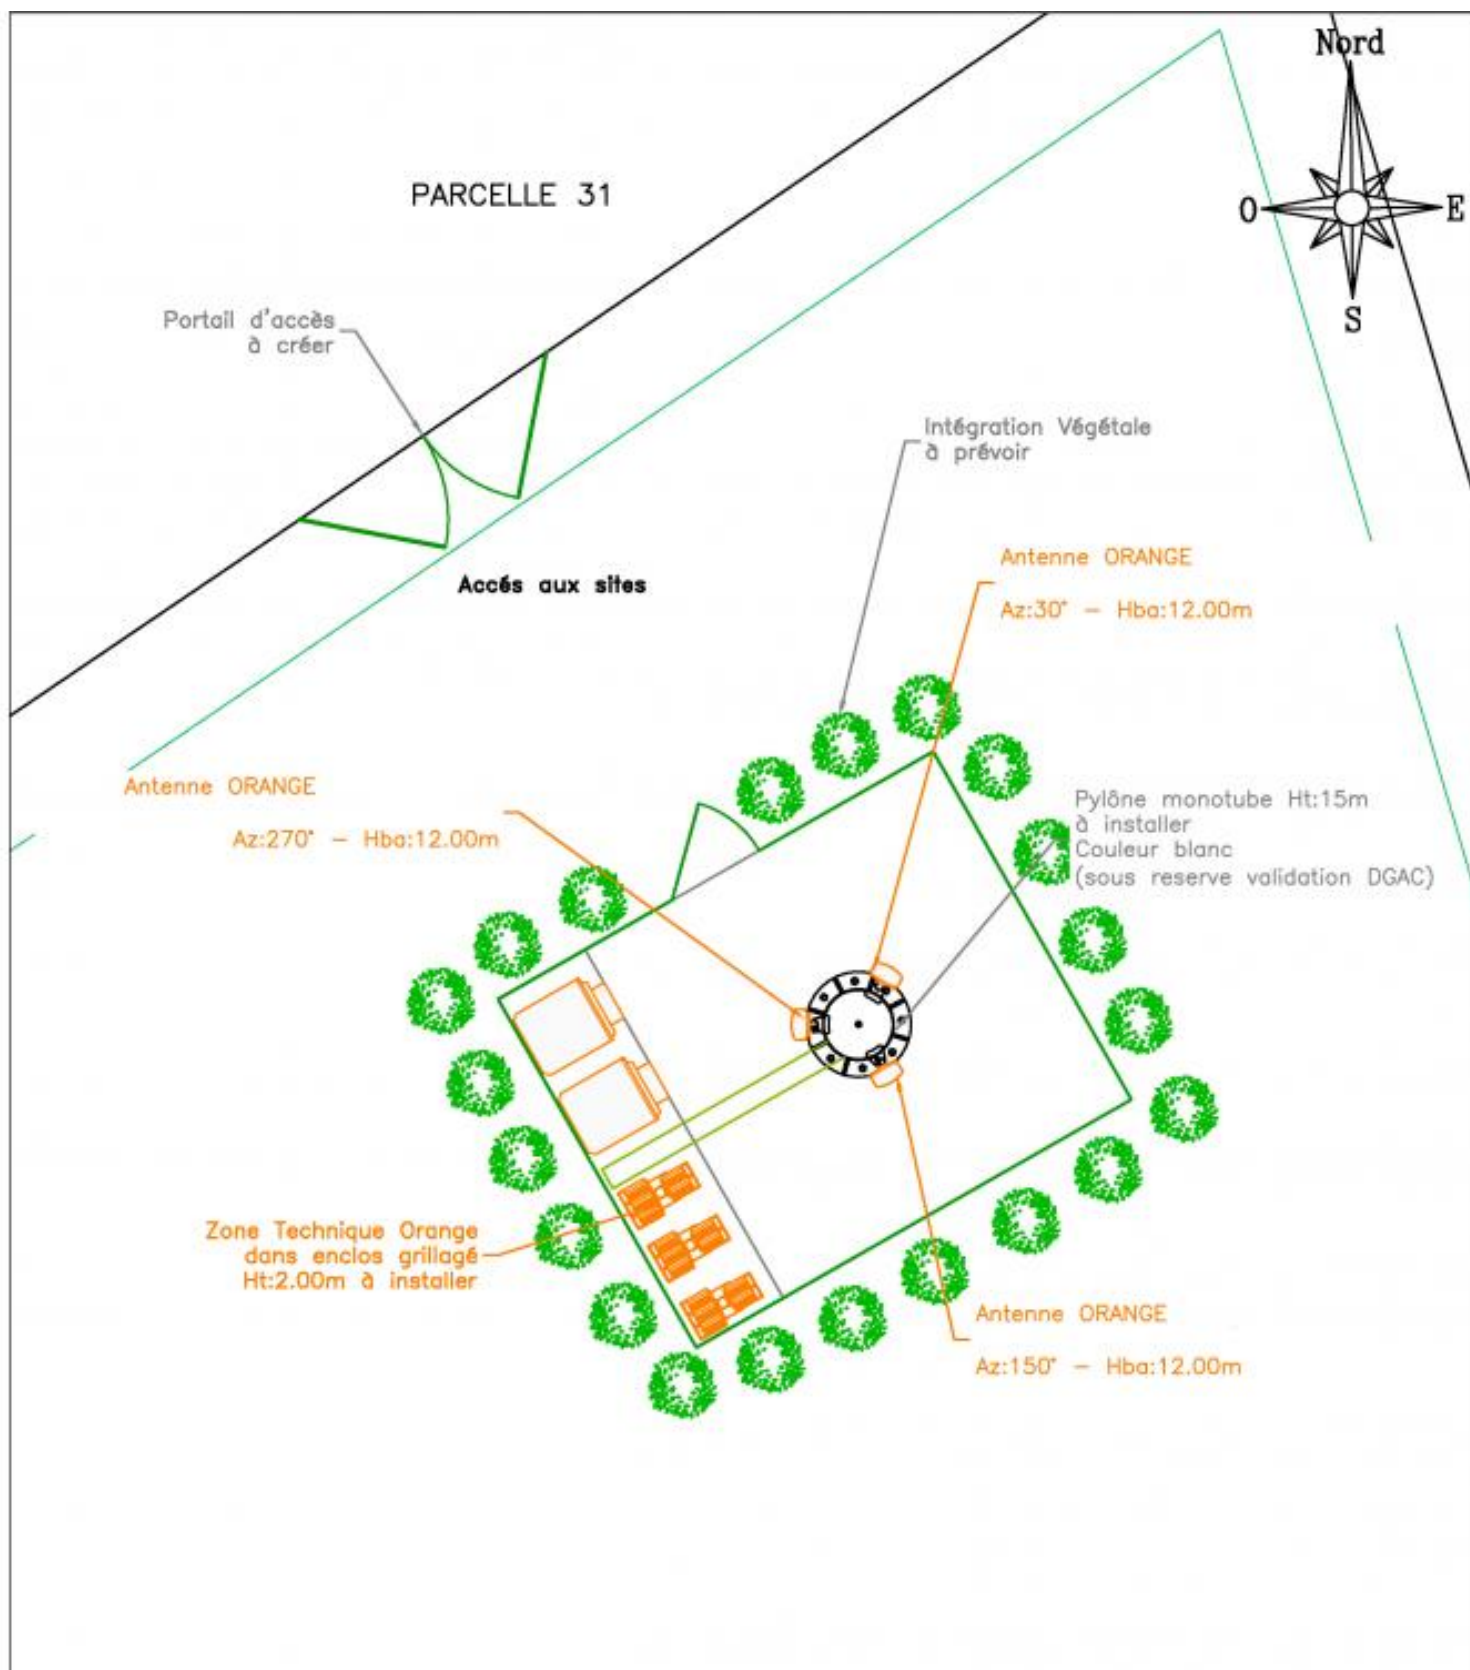 Nord
PARCELLE 31
O
E
S
Portail d'accès
à créer
Intégration Végétale
à prévoir
Antenne ORANGE
Az:30° - Hba:12.00m
Accés aux sites
Antenne ORANGE
Az:270° - Hba:12.00m
Pylône monotube Ht:15m
à installer
Couleur blanc
(sous reserve validation DGAC)
Zone Technique Orange
dans enclos grillagé
Ht:2.00m à installer
Antenne ORANGE
Az:150° - Hba:12.00m